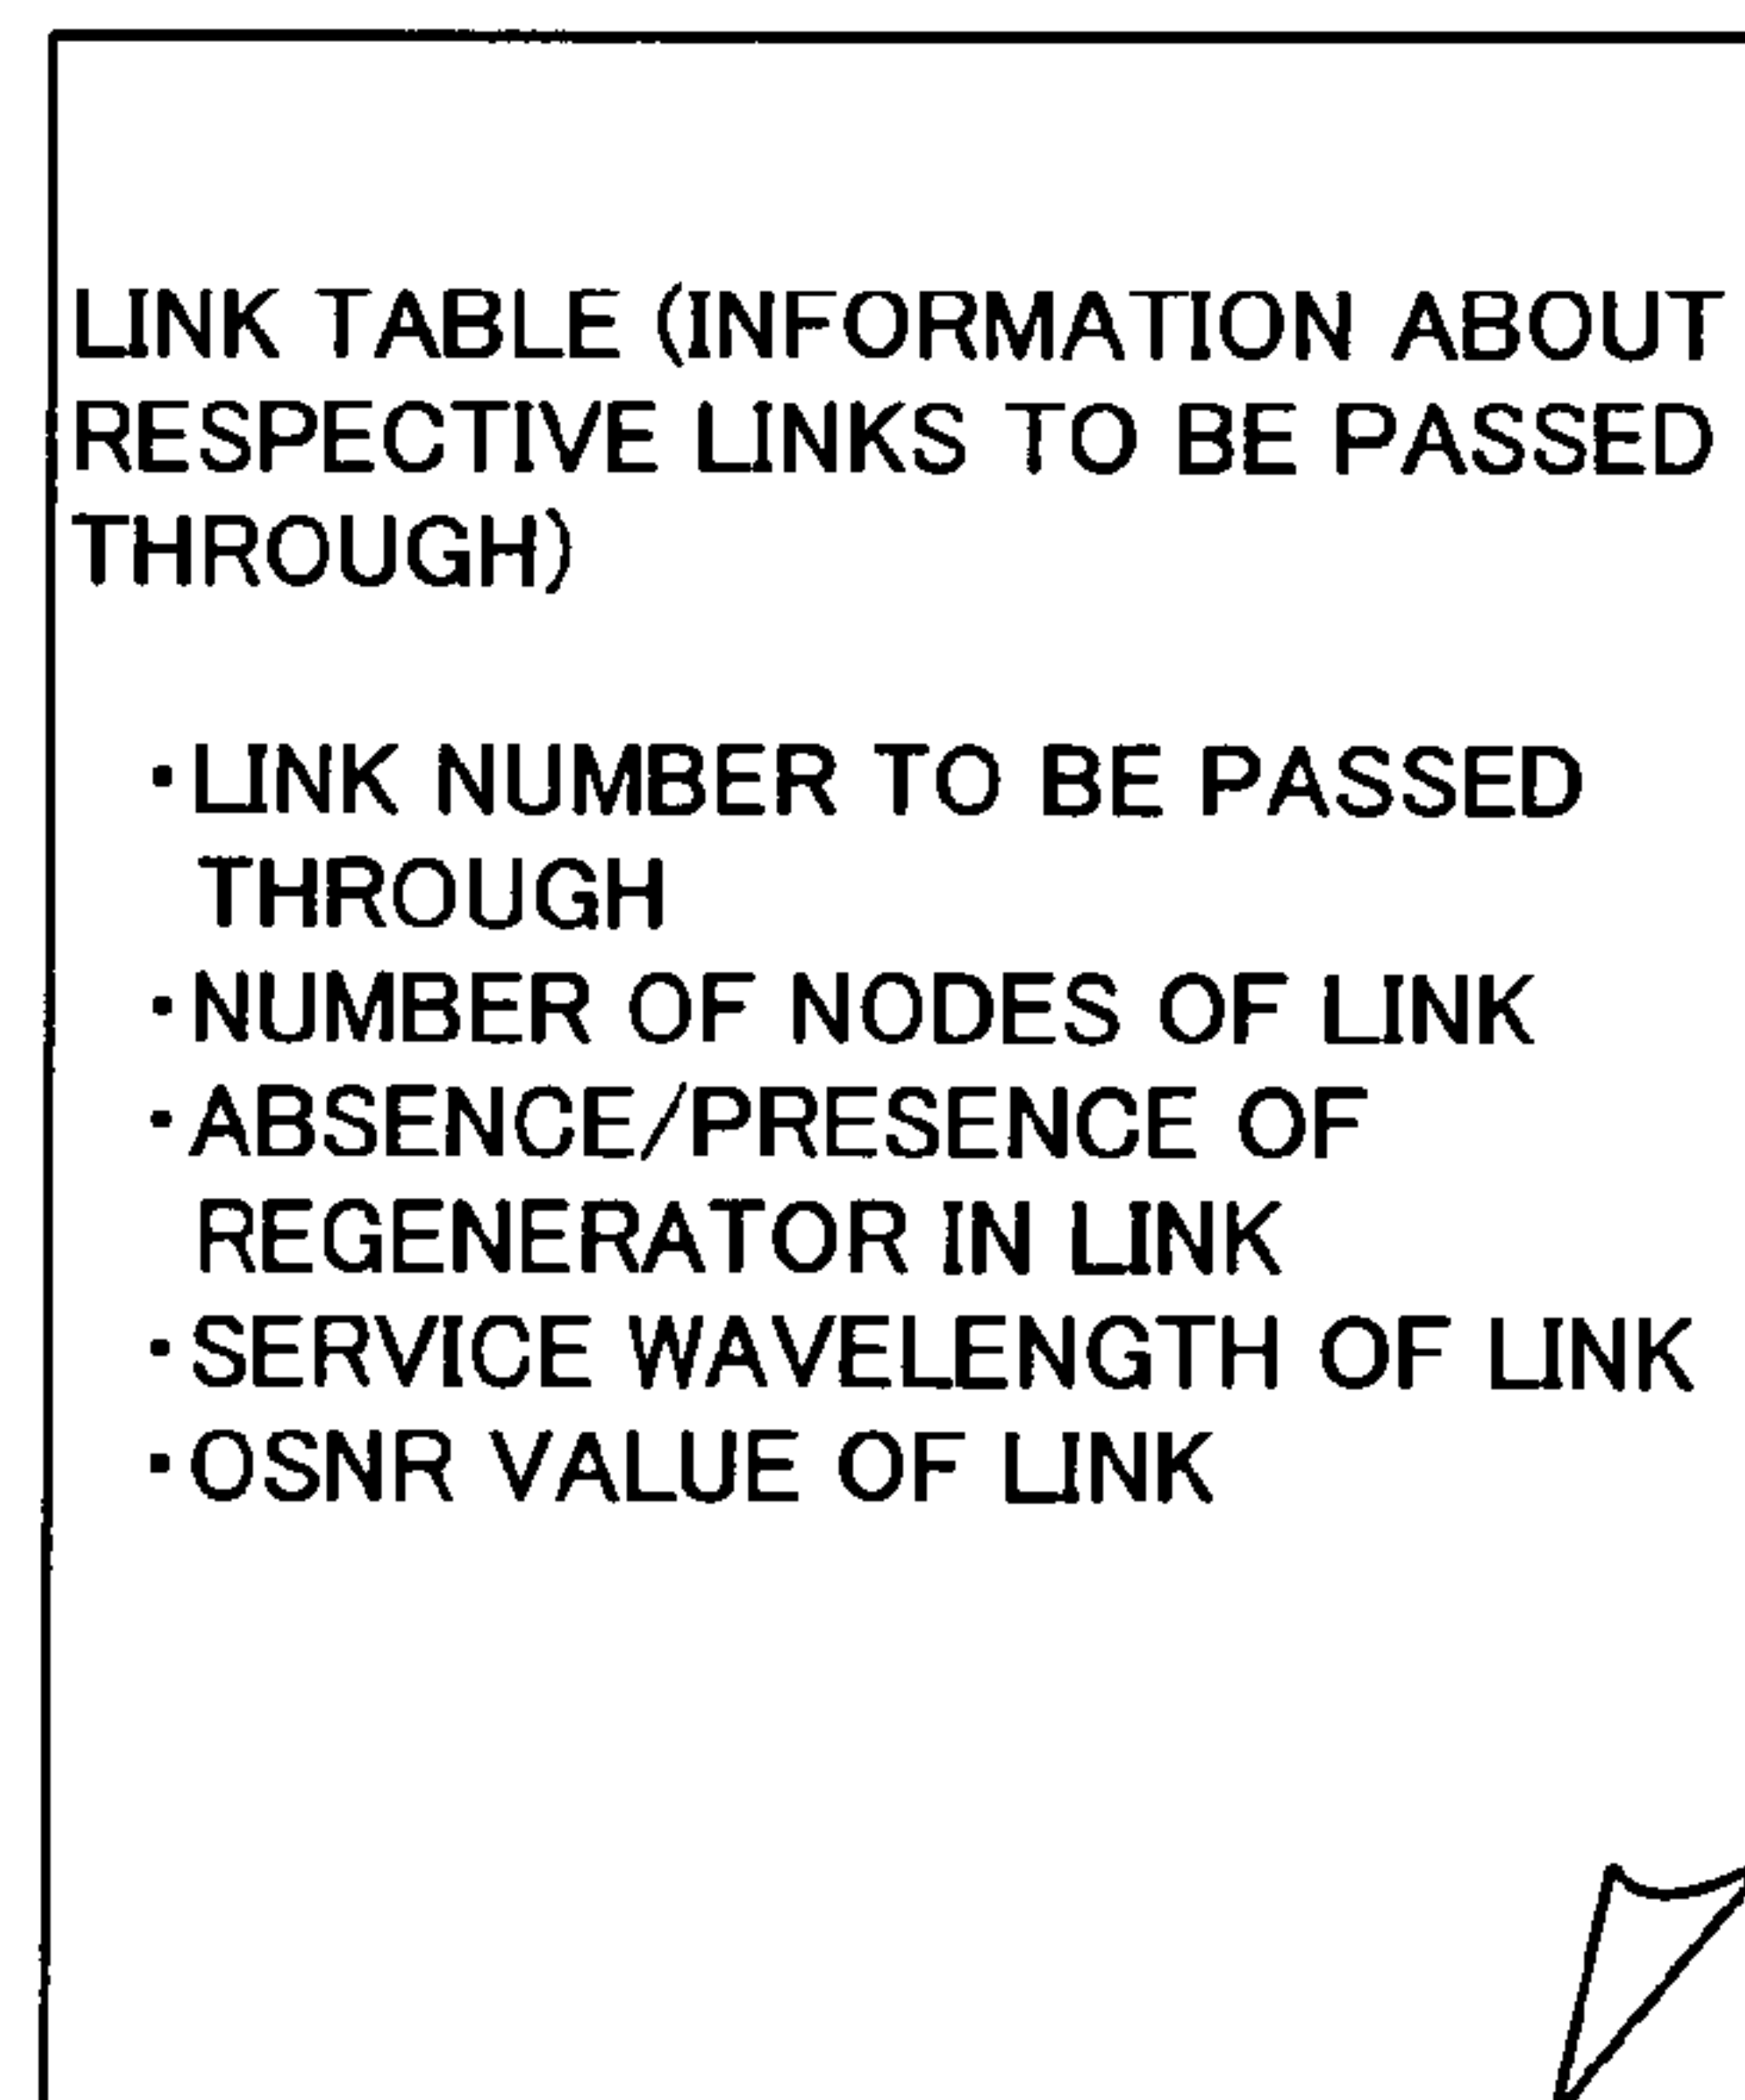 LINK TABLE (INFORMATION ABOUT
RESPECTIVE LINKS TO BE PASSED
THROUGH)
・LINK NUMBER TO BE PASSED
THROUGH
・NUMBER OF NODES OF LINK
・ABSENCE/PRESENCE OF
REGENERATOR IN LINK
・SERVICE WAVELENGTH OF LINK
・OSNR VALUE OF LINK